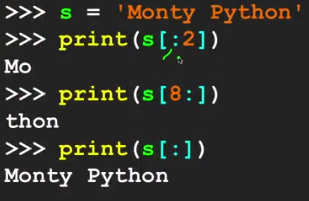 >>> s = 'Monty Python'
>>> print(s[:2])
Mo
>>> print(s[8:])
thon
>>> print(s[:])
Monty Python